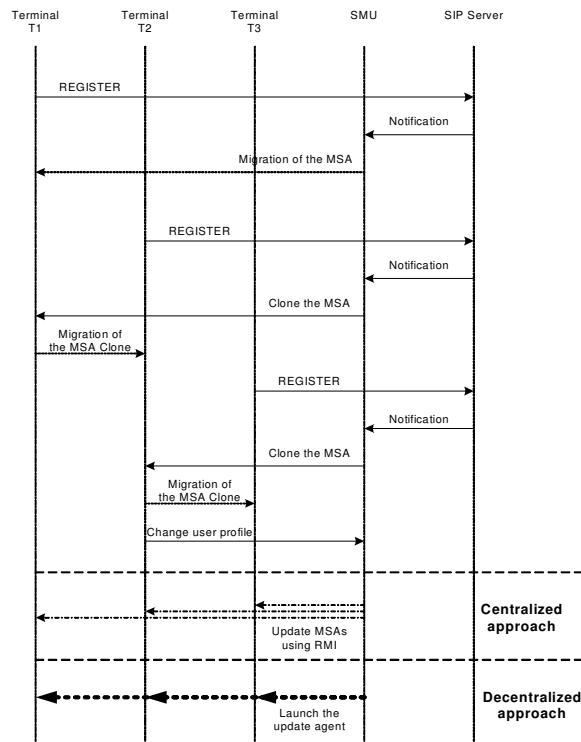 Terminal T1
Terminal T2
Terminal T3
SMU
SIP Server
REGISTER
Notification
Migration of the MSA
REGISTER
Notification
Clone the MSA
Migration of
the MSA Clone
REGISTER
Notification
Clone the MSA
Migration of
the MSA Clone
Change user profile
Centralized
approach
Update MSAs
using RMI
Decentralized
approach
Launch the
update agent